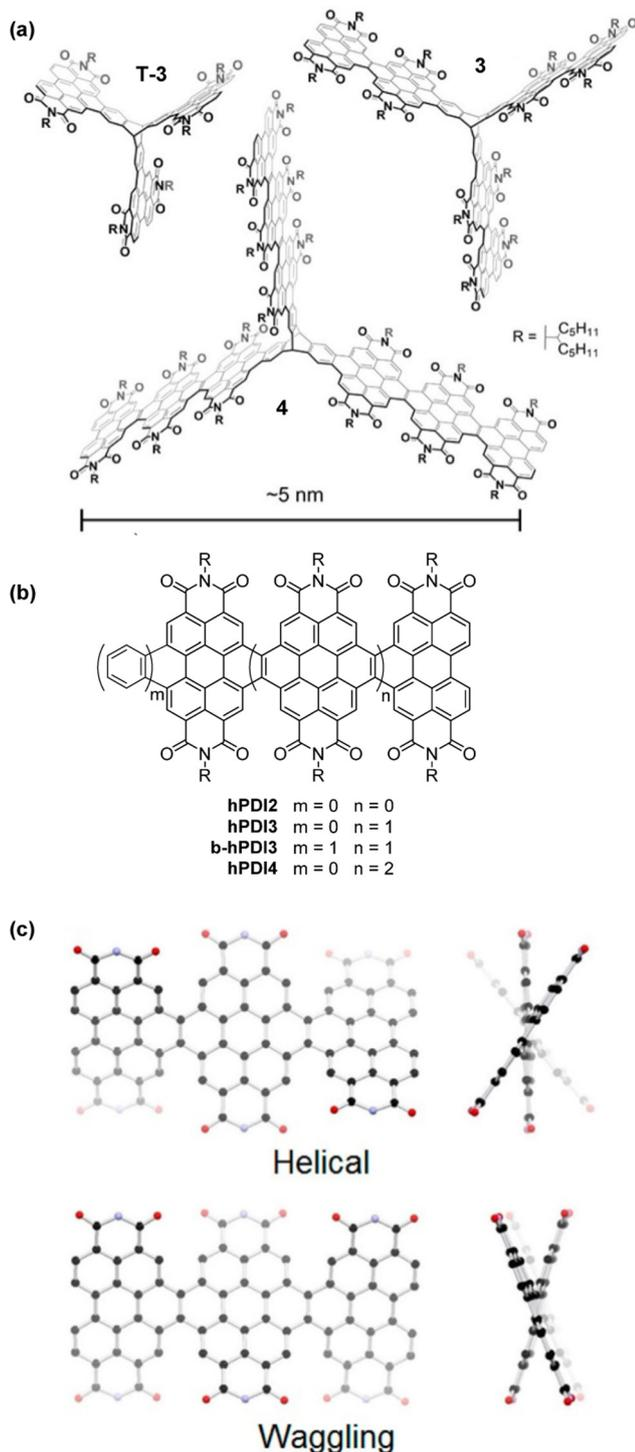 (a)
T-3
3
4
R = C5H11
C5H11
~5 nm
(b)
R R R
O N O O N O O N O
m n
O N O O N O O N O
R R R
hPDI2 m = 0 n = 0
hPDI3 m = 0 n = 1
b-hPDI3 m = 1 n = 1
hPDI4 m = 0 n = 2
(c)
Helical
Waggling